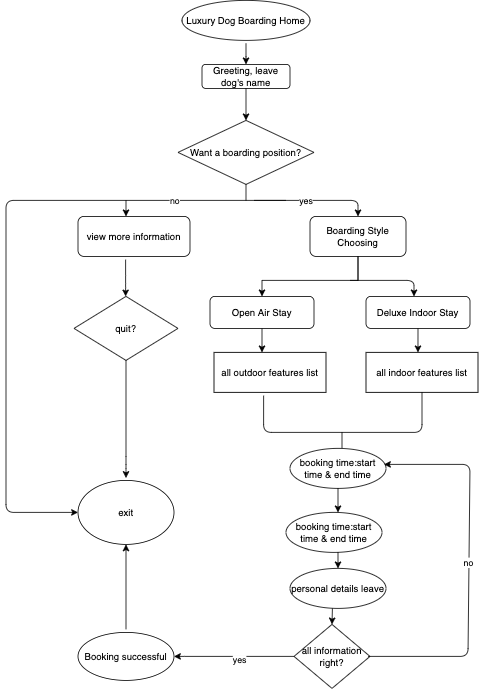 Luxury Dog Boarding Home
Greeting, leave
dog's name
Want a boarding position?
no
yes
view more information
Boarding Style
Choosing
quit?
Open Air Stay
Deluxe Indoor Stay
all outdoor features list
all indoor features list
booking time:start
time & end time
exit
booking time:start
time & end time
no
personal details leave
all information
right?
yes
Booking successful